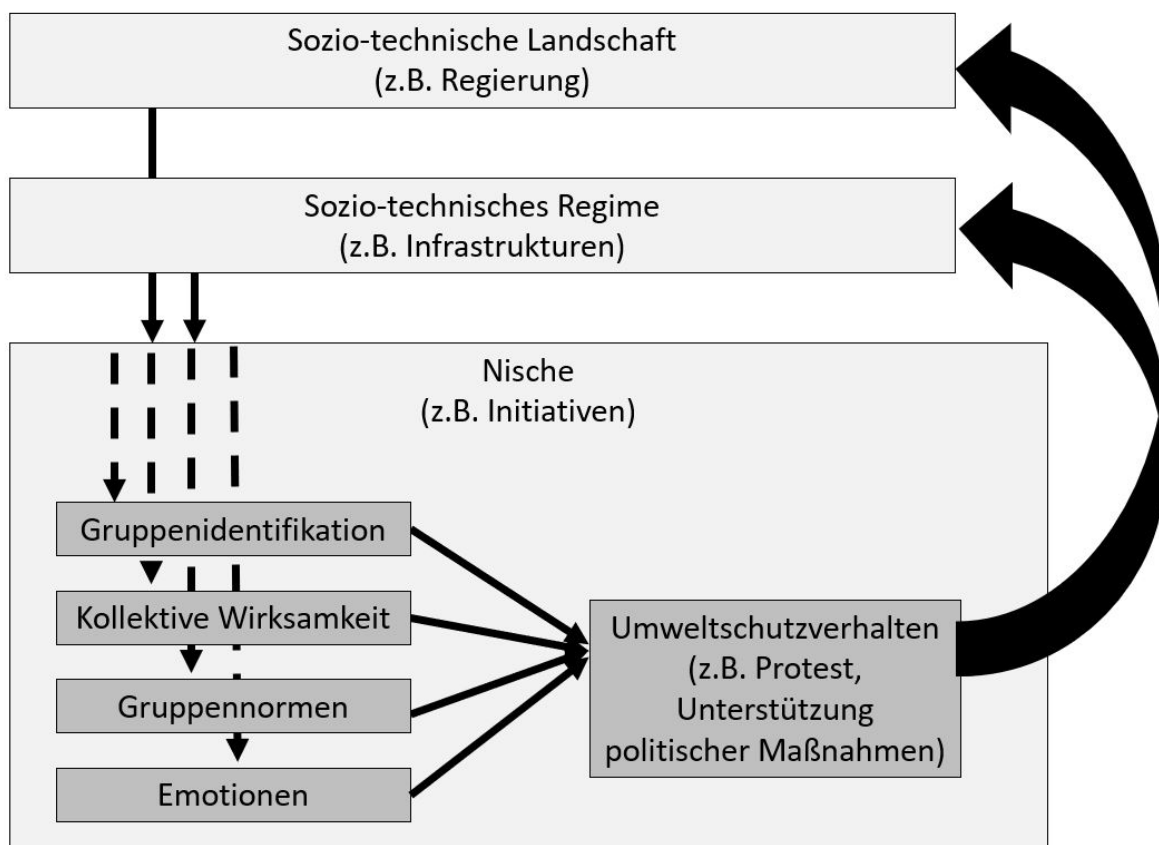 Sozio-technische Landschaft
(z.B. Regierung)
Sozio-technisches Regime
(z.B. Infrastrukturen)
Nische
(z.B. Initiativen)
Gruppenidentifikation
Kollektive Wirksamkeit
Gruppennormen
Emotionen
Umweltschutzverhalten
(z.B. Protest,
Unterstützung
politischer Maßnahmen)